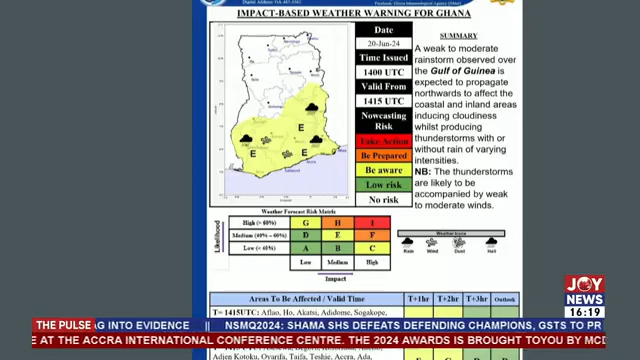 IMPACT-BASED WEATHER WARNING FOR GHANA
Date
20-Jun-24
Time Issued
1400 UTC
Valid From
1415 UTC
Nowcasting
Risk
Take Action
Be Prepared
Be aware
Low risk
No risk
SUMMARY
A weak to moderate
rainstorm observed over
the Gulf of Guinea is
expected to propagate
northwards to affect the
coastal and inland areas
inducing cloudiness
whilst producing
thunderstorms with or
without rain of varying
intensities.
NB: The thunderstorms
are likely to be
accompanied by weak
to moderate winds.
E
E
E
Weather Forecast Risk Matrix
Likelihood
High (> 60%) G H I
Medium (40% - 60%) D E F
Low (< 40%) A B C
Low Medium High
Impact
Weather Icons
Rain Wind Dust Hail
Areas To Be Affected / Valid Time T+1hr T+2hr T+3hr Outlook
T= 1415UTC: Aflao, Ho, Akatsi, Adidome, Sogakope,
Adjen Kotoku, Oyarifa, Taifa, Teshie, Accra, Ada,
JOY
NEWS
16:19
THE PULSE
AG INTO EVIDENCE || NSMQ2024: SHAMA SHS DEFEATS DEFENDING CHAMPIONS, GSTS TO PR
E AT THE ACCRA INTERNATIONAL CONFERENCE CENTRE. THE 2024 AWARDS IS BROUGHT TOYOU BY MCD